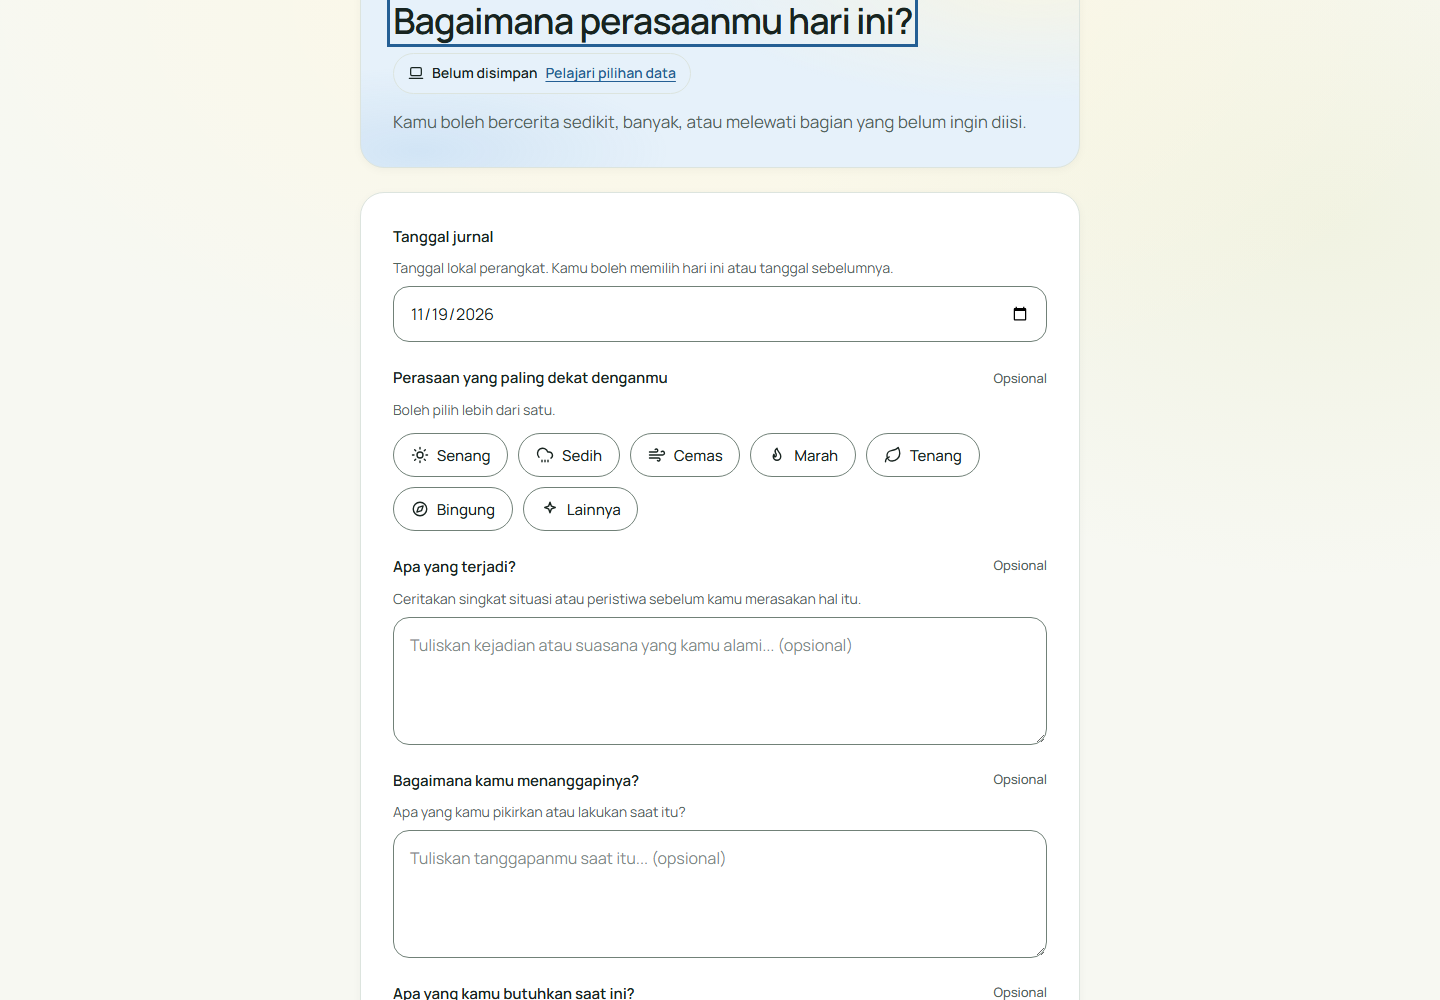 Bagaimana perasaanmu hari ini?
Belum disimpan Pelajari pilihan data
Kamu boleh bercerita sedikit, banyak, atau melewati bagian yang belum ingin diisi.
Tanggal jurnal
Tanggal lokal perangkat. Kamu boleh memilih hari ini atau tanggal sebelumnya.
11/19/2026
Perasaan yang paling dekat denganmu Opsional
Boleh pilih lebih dari satu.
Senang Sedih Cemas Marah Tenang
Bingung Lainnya
Apa yang terjadi? Opsional
Ceritakan singkat situasi atau peristiwa sebelum kamu merasakan hal itu.
Tuliskan kejadian atau suasana yang kamu alami... (opsional)
Bagaimana kamu menanggapinya? Opsional
Apa yang kamu pikirkan atau lakukan saat itu?
Tuliskan tanggapanmu saat itu... (opsional)
Apa yang kamu butuhkan saat ini? Opsional